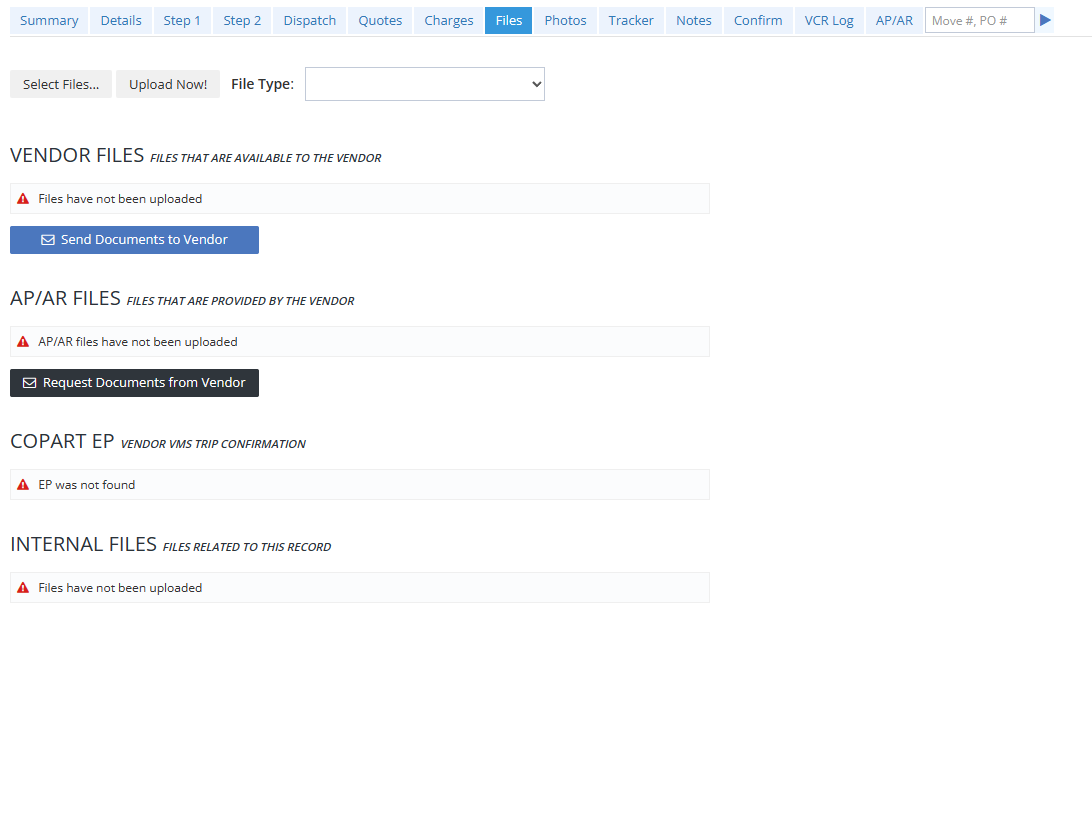 Summary Details Step 1 Step 2 Dispatch Quotes Charges Files Photos Tracker Notes Confirm VCR Log AP/AR Move #, PO #
Select Files... Upload Now! File Type:
VENDOR FILES FILES THAT ARE AVAILABLE TO THE VENDOR
Files have not been uploaded
Send Documents to Vendor
AP/AR FILES FILES THAT ARE PROVIDED BY THE VENDOR
AP/AR files have not been uploaded
Request Documents from Vendor
COPART EP VENDOR VMS TRIP CONFIRMATION
EP was not found
INTERNAL FILES FILES RELATED TO THIS RECORD
Files have not been uploaded